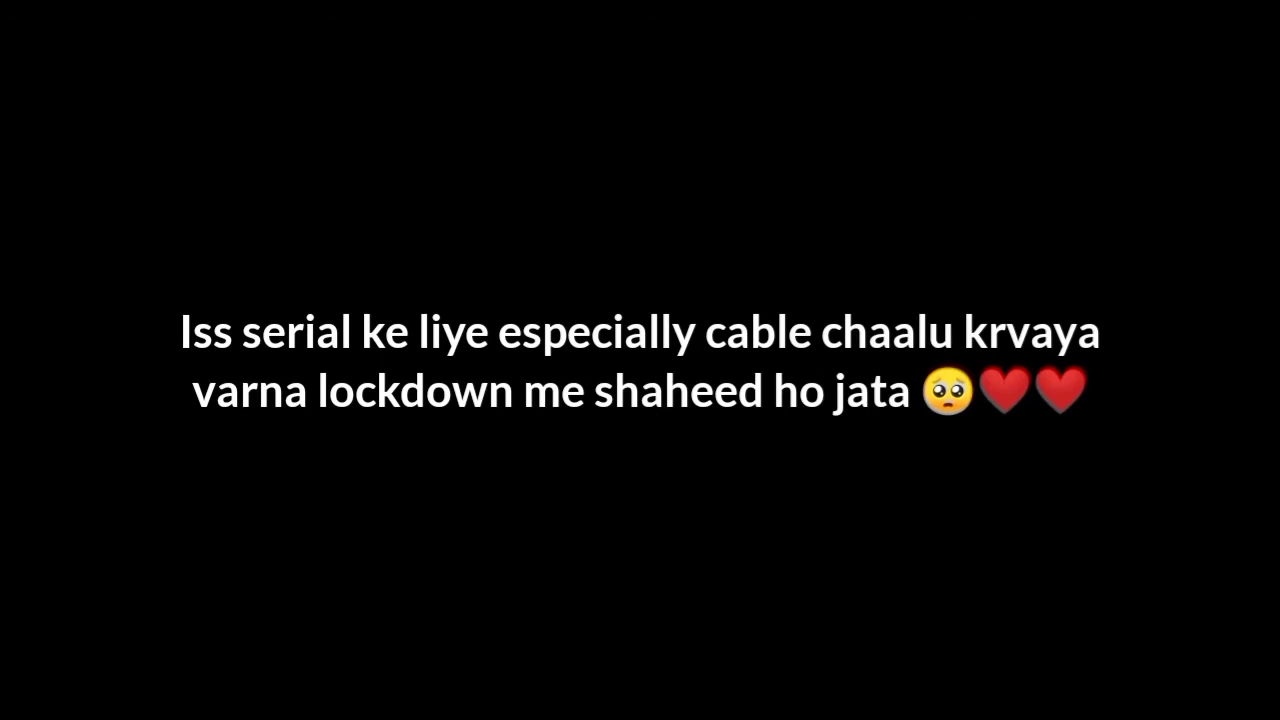 Iss serial ke liye especially cable chaalu krvaya
varna lockdown me shaheed ho jata 🥺❤️❤️